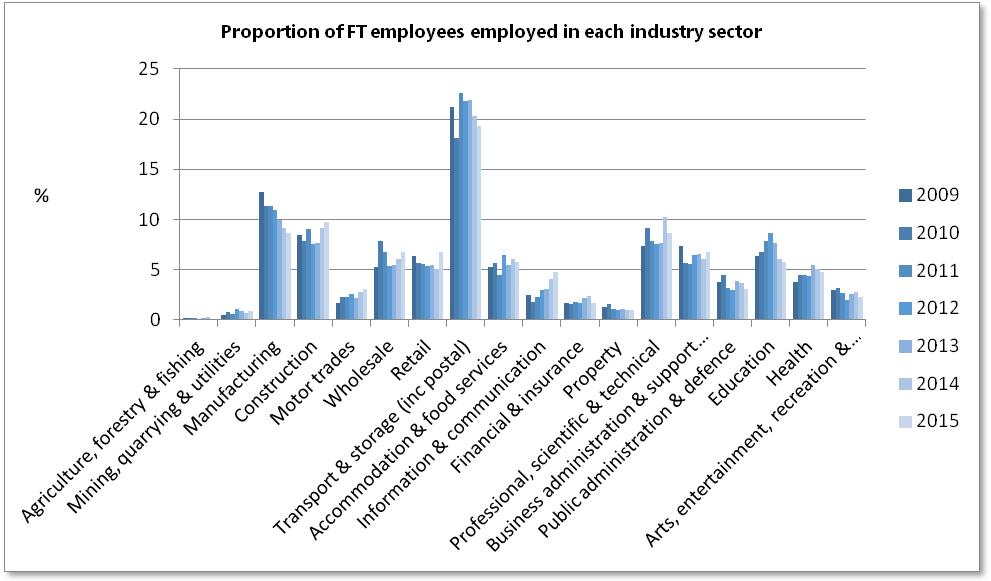 Proportion of FT employees employed in each industry sector
25
20
15
10
5
0
%
Agriculture, forestry & fishing
Mining, quarrying & utilities
Manufacturing
Construction
Motor trades
Wholesale
Retail
Transport & storage (inc postal)
Accommodation & food services
Information & communication
Financial & insurance
Property
Professional, scientific & technical
Business administration & support...
Public administration & defence
Education
Health
Arts, entertainment, recreation &...
2009
2010
2011
2012
2013
2014
2015